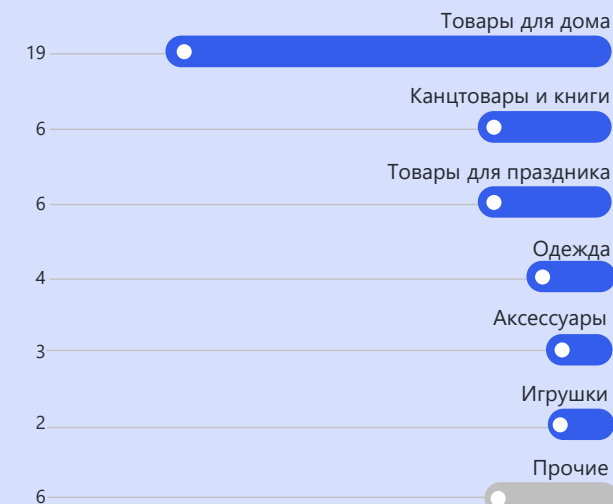 Товары для дома
19
Канцтовары и книги
6
Товары для праздника
6
Одежда
4
Аксессуары
3
Игрушки
2
Прочие
6